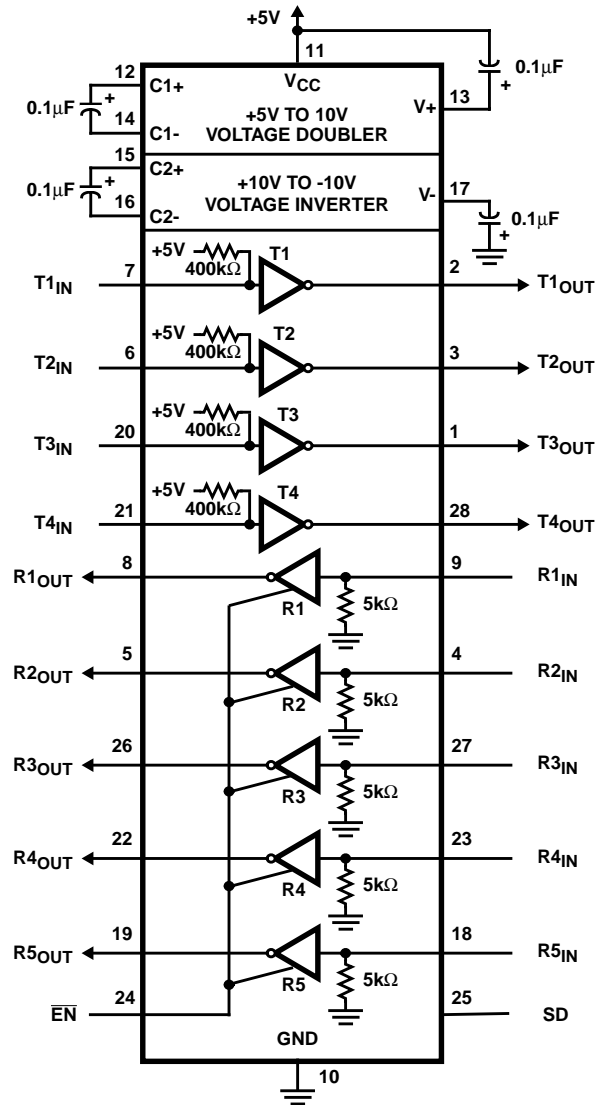 +5V
11
12 C1+ VCC V+ 13 0.1μF
0.1μF +5V TO 10V
14 C1- VOLTAGE DOUBLER
15 C2+
0.1μF +10V TO -10V V- 17
16 C2- VOLTAGE INVERTER 0.1μF
+5V T1
T1IN 7 400kΩ 2 T1OUT
+5V T2
T2IN 6 400kΩ 3 T2OUT
+5V T3
T3IN 20 400kΩ 1 T3OUT
+5V T4
T4IN 21 400kΩ 28 T4OUT
R1OUT 8 9 R1IN
R1 5kΩ
R2OUT 5 4 R2IN
R2 5kΩ
R3OUT 26 27 R3IN
R3 5kΩ
R4OUT 22 23 R4IN
R4 5kΩ
R5OUT 19 18 R5IN
R5 5kΩ
E̅N̅ 24 25 SD
GND
10